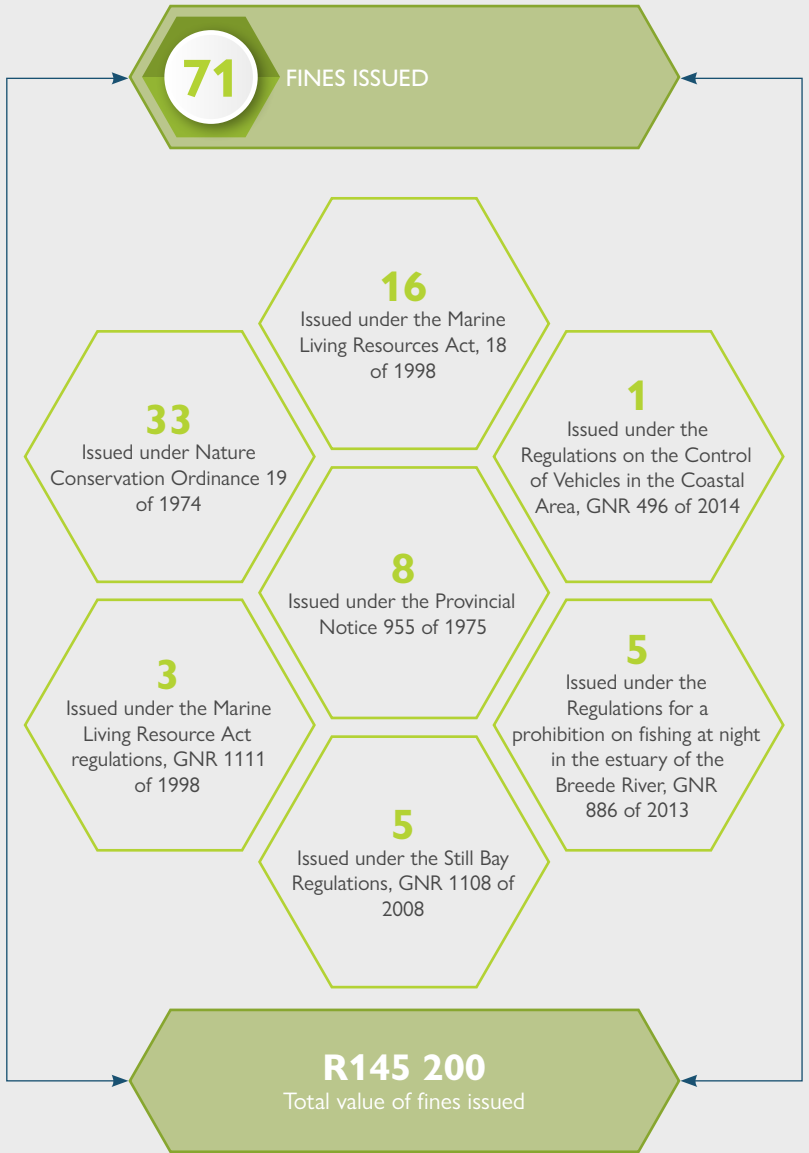 71
FINES ISSUED
16
Issued under the Marine
Living Resources Act, 18
of 1998
33
Issued under Nature
Conservation Ordinance 19
of 1974
1
Issued under the
Regulations on the Control
of Vehicles in the Coastal
Area, GNR 496 of 2014
8
Issued under the Provincial
Notice 955 of 1975
3
Issued under the Marine
Living Resource Act
regulations, GNR 1111
of 1998
5
Issued under the
Regulations for a
prohibition on fishing at night
in the estuary of the
Breede River, GNR
886 of 2013
5
Issued under the Still Bay
Regulations, GNR 1108 of
2008
R145 200
Total value of fines issued